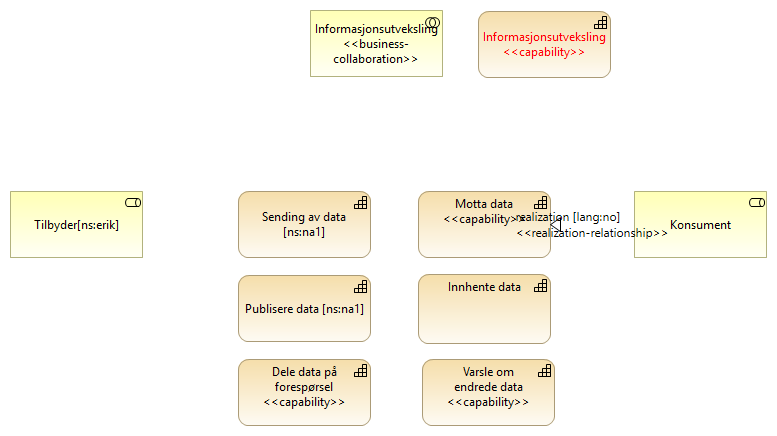 Informasjonsutveksling
<<business-
collaboration>>
Informasjonsutveksling
<<capability>>
Tilbyder[ns:erik]
Sending av data
[ns:na1]
Motta data
<<capability>>
realization [lang:no]
<<realization-relationship>>
Konsument
Publisere data [ns:na1]
Innhente data
Dele data på
forespørsel
<<capability>>
Varsle om
endrede data
<<capability>>